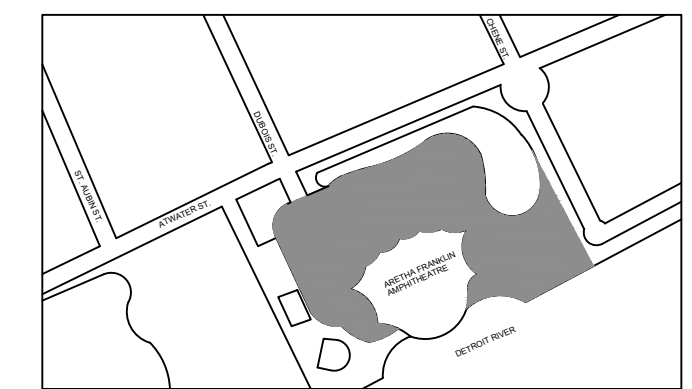 CHENE ST.
DUBOIS ST.
ST. AUBIN ST.
ATWATER ST.
ARETHA FRANKLIN
AMPHITHEATRE
DETROIT RIVER